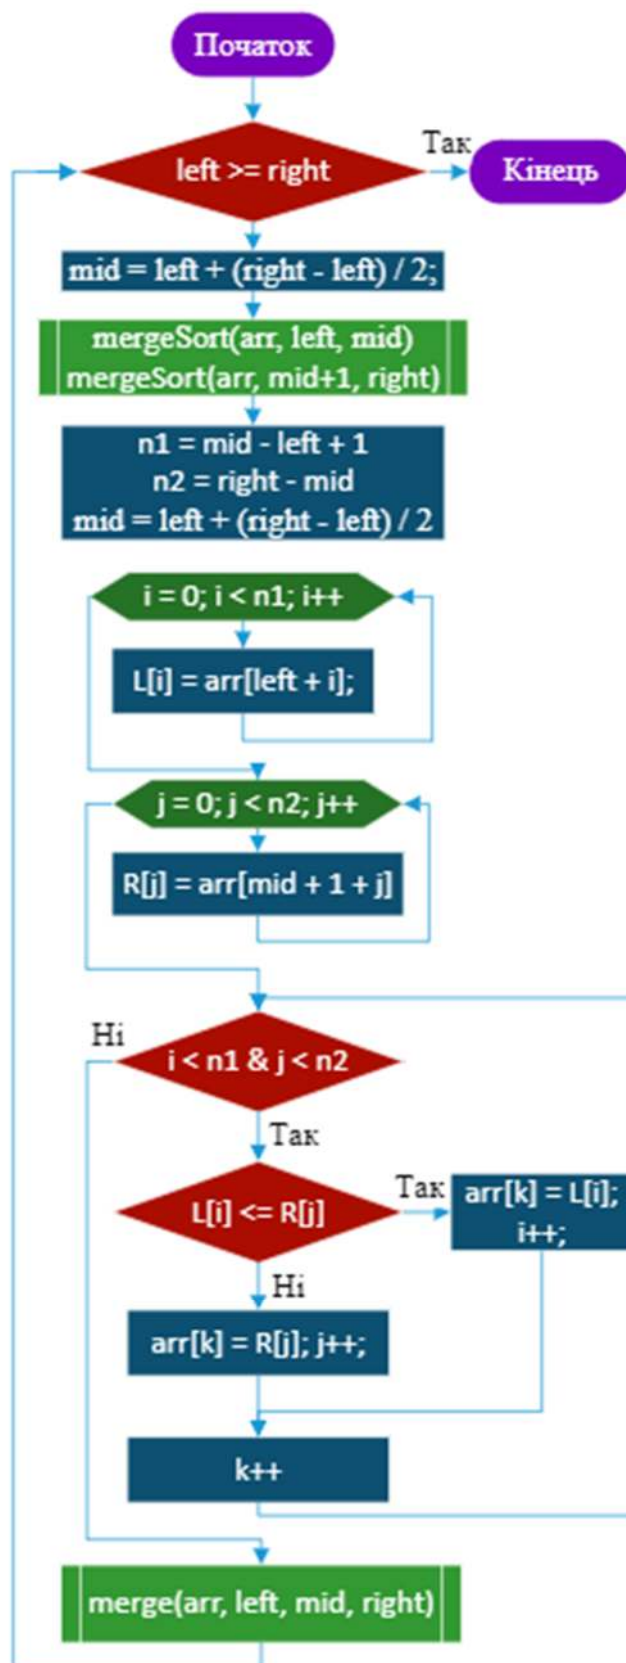 Початок
left >= right
Так
Кінець
mid = left + (right - left) / 2;
mergeSort(arr, left, mid)
mergeSort(arr, mid+1, right)
n1 = mid - left + 1
n2 = right - mid
mid = left + (right - left) / 2
i = 0; i < n1; i++
L[i] = arr[left + i];
j = 0; j < n2; j++
R[j] = arr[mid + 1 + j]
Ні
i < n1 & j < n2
Так
L[i] <= R[j]
Так
arr[k] = L[i];
i++;
Ні
arr[k] = R[j]; j++;
k++
merge(arr, left, mid, right)